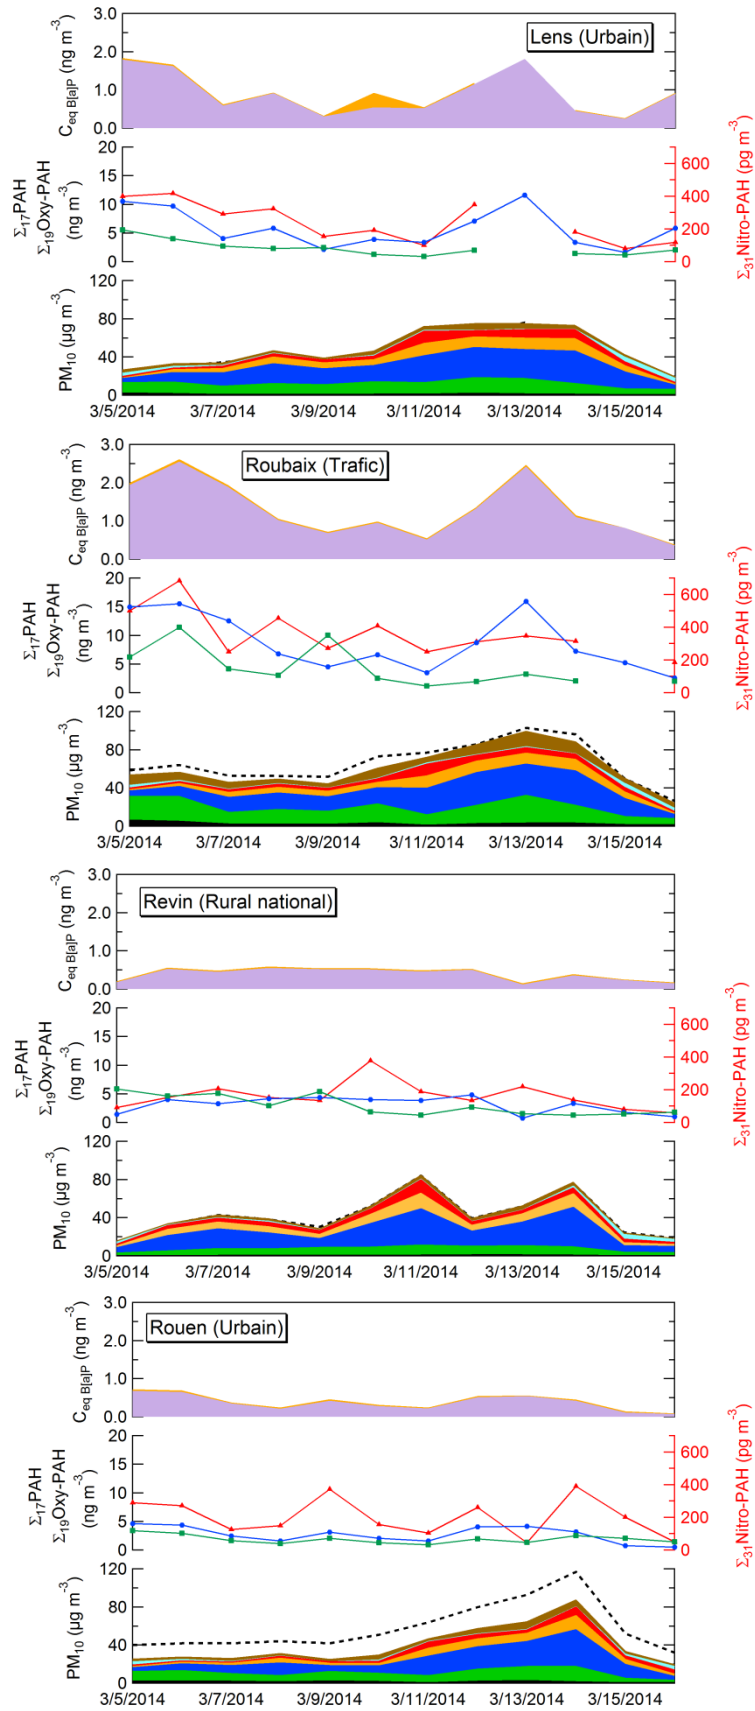 Lens (Urbain)
C eq B[a]P (ng m⁻³)
3.0
2.0
1.0
0.0
Σ₁₇PAH
Σ₁₉Oxy-PAH
(ng m⁻³)
20
15
10
5
0
600
400
200
0
Σ₃₁Nitro-PAH (pg m⁻³)
PM₁₀ (µg m⁻³)
120
80
40
0
3/5/2014 3/7/2014 3/9/2014 3/11/2014 3/13/2014 3/15/2014
Roubaix (Trafic)
C eq B[a]P (ng m⁻³)
3.0
2.0
1.0
0.0
Σ₁₇PAH
Σ₁₉Oxy-PAH
(ng m⁻³)
20
15
10
5
0
600
400
200
0
Σ₃₁Nitro-PAH (pg m⁻³)
PM₁₀ (µg m⁻³)
120
80
40
0
3/5/2014 3/7/2014 3/9/2014 3/11/2014 3/13/2014 3/15/2014
Revin (Rural national)
C eq B[a]P (ng m⁻³)
3.0
2.0
1.0
0.0
Σ₁₇PAH
Σ₁₉Oxy-PAH
(ng m⁻³)
20
15
10
5
0
600
400
200
0
Σ₃₁Nitro-PAH (pg m⁻³)
PM₁₀ (µg m⁻³)
120
80
40
0
3/5/2014 3/7/2014 3/9/2014 3/11/2014 3/13/2014 3/15/2014
Rouen (Urbain)
C eq B[a]P (ng m⁻³)
3.0
2.0
1.0
0.0
Σ₁₇PAH
Σ₁₉Oxy-PAH
(ng m⁻³)
20
15
10
5
0
600
400
200
0
Σ₃₁Nitro-PAH (pg m⁻³)
PM₁₀ (µg m⁻³)
120
80
40
0
3/5/2014 3/7/2014 3/9/2014 3/11/2014 3/13/2014 3/15/2014